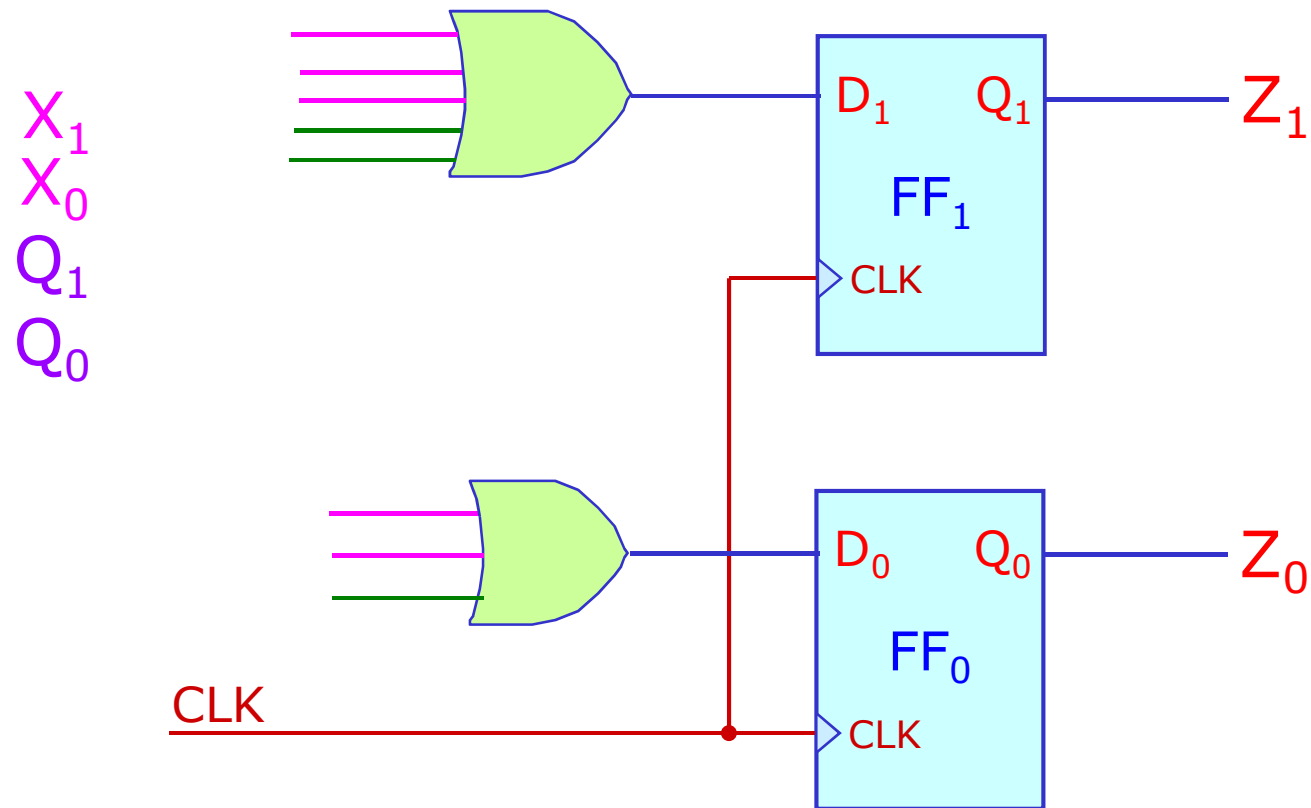 X₁
X₀
Q₁
Q₀
D₁ Q₁ Z₁
FF₁
CLK
D₀ Q₀ Z₀
FF₀
CLK
CLK